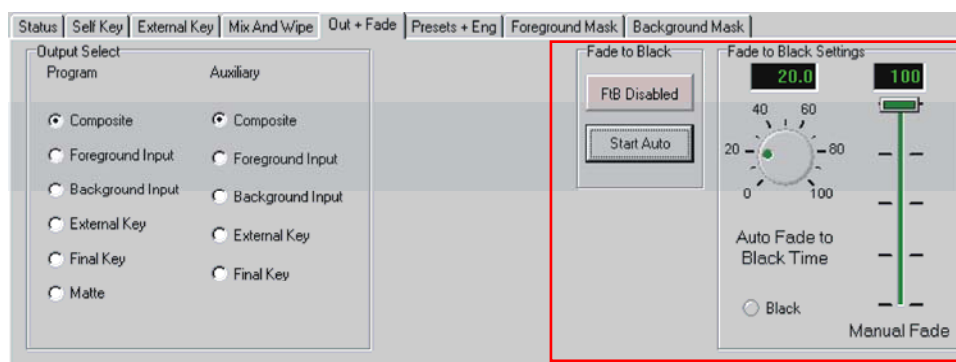 Status Self Key External Key Mix And Wipe Out + Fade Presets + Eng Foreground Mask Background Mask
Output Select
Program Auxiliary
Composite Composite
Foreground Input Foreground Input
Background Input Background Input
External Key External Key
Final Key Final Key
Matte
Fade to Black
FtB Disabled
Start Auto
Fade to Black Settings
20.0 100
40 60
20 80
0 100
Auto Fade to
Black Time
Black
Manual Fade